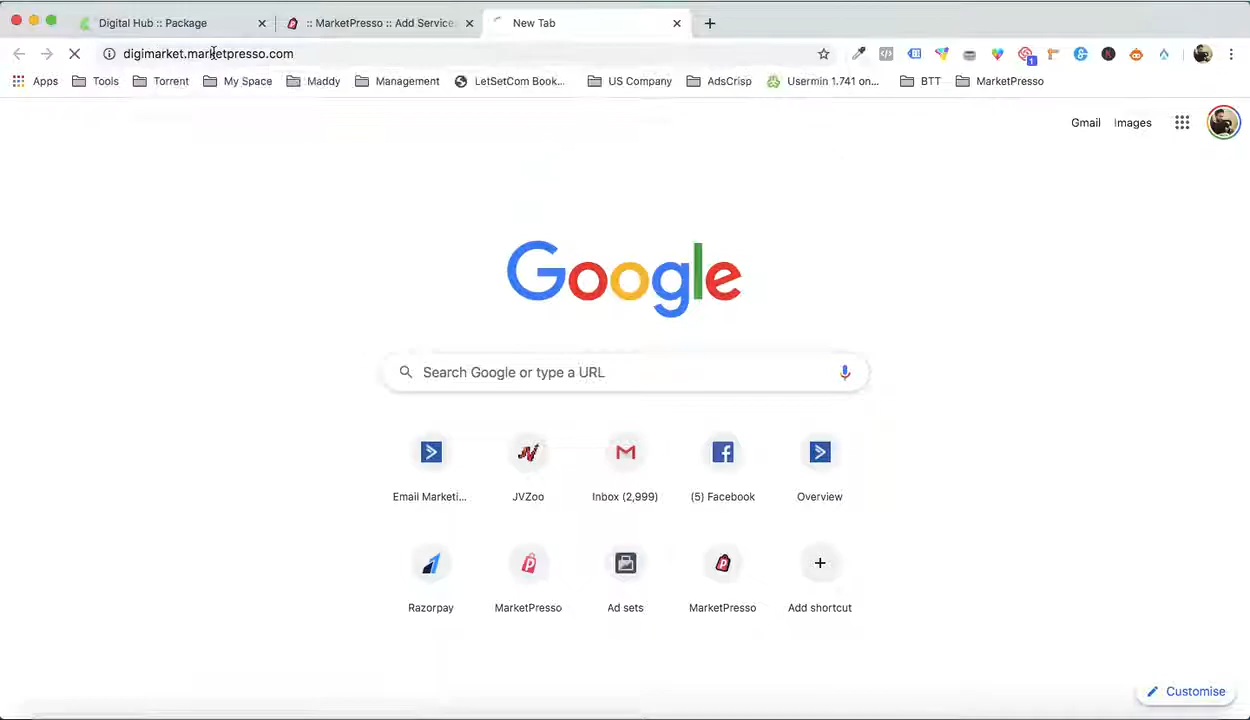 Digital Hub :: Package
:: MarketPresso :: Add Service
New Tab
digimarket.marketpresso.com
1
Apps Tools Torrent My Space Maddy Management LetSetCom Book... US Company AdsCrisp Usermin 1.741 on... BTT MarketPresso
Gmail Images
Google
Search Google or type a URL
Email Marketi... JVZoo Inbox (2,999) (5) Facebook Overview
Razorpay MarketPresso Ad sets MarketPresso Add shortcut
Customise